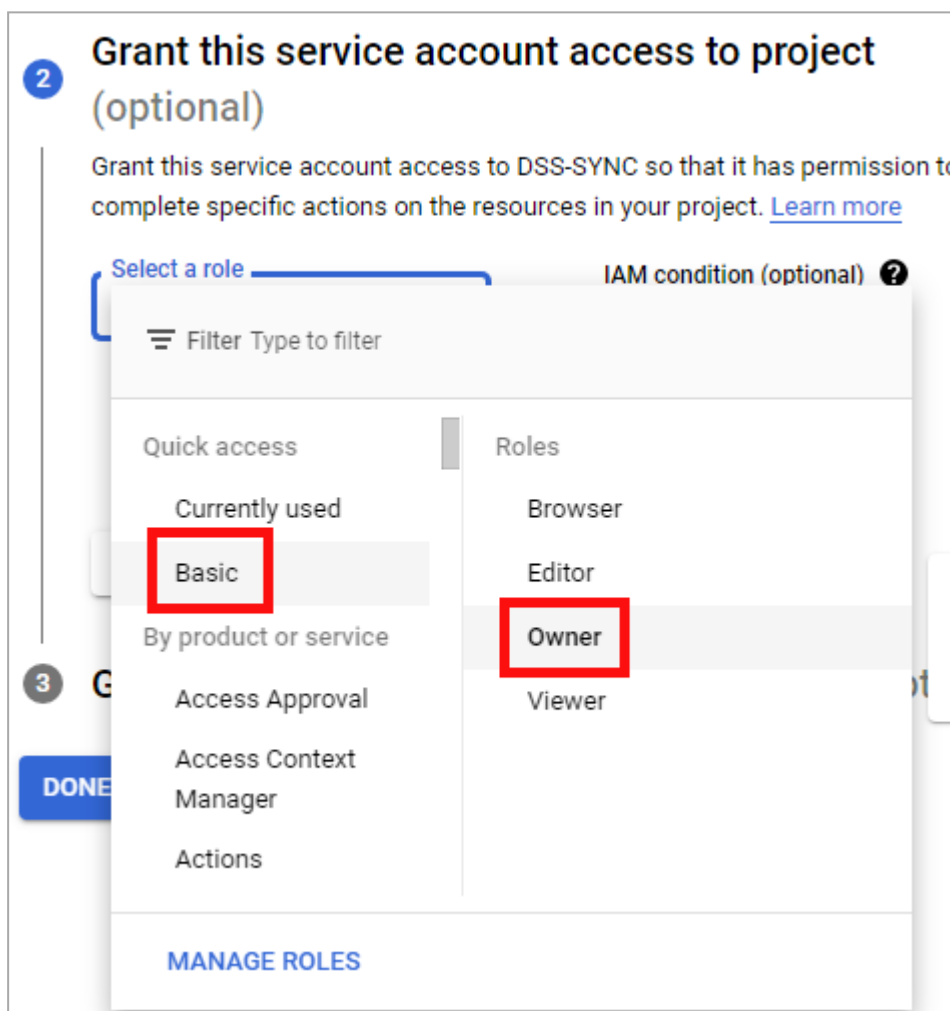 2
Grant this service account access to project
(optional)
Grant this service account access to DSS-SYNC so that it has permission to
complete specific actions on the resources in your project. Learn more
Select a role
IAM condition (optional) ?
Filter Type to filter
Quick access
Roles
Currently used
Browser
Basic
Editor
By product or service
Owner
3
G
Access Approval
Viewer
Access Context
Manager
DONE
Actions
MANAGE ROLES